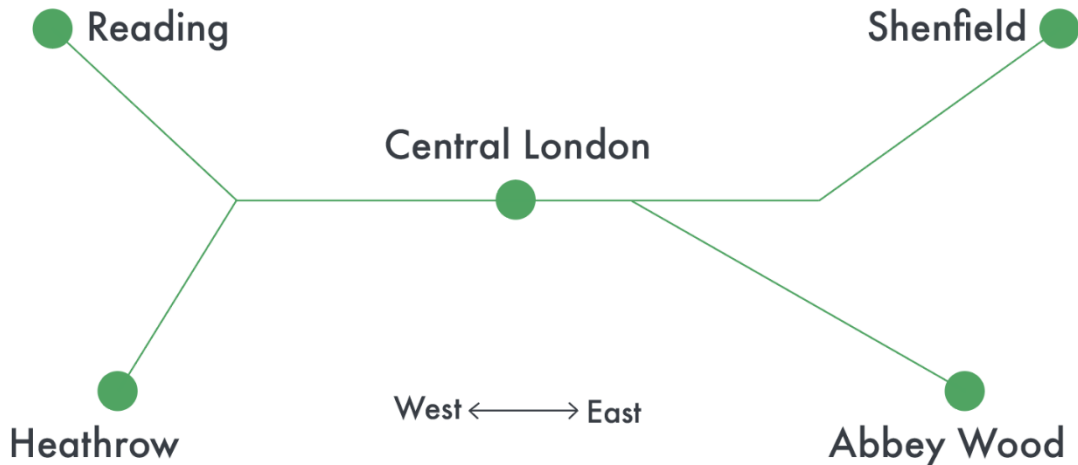 Reading
Shenfield
Central London
West
East
Heathrow
Abbey Wood